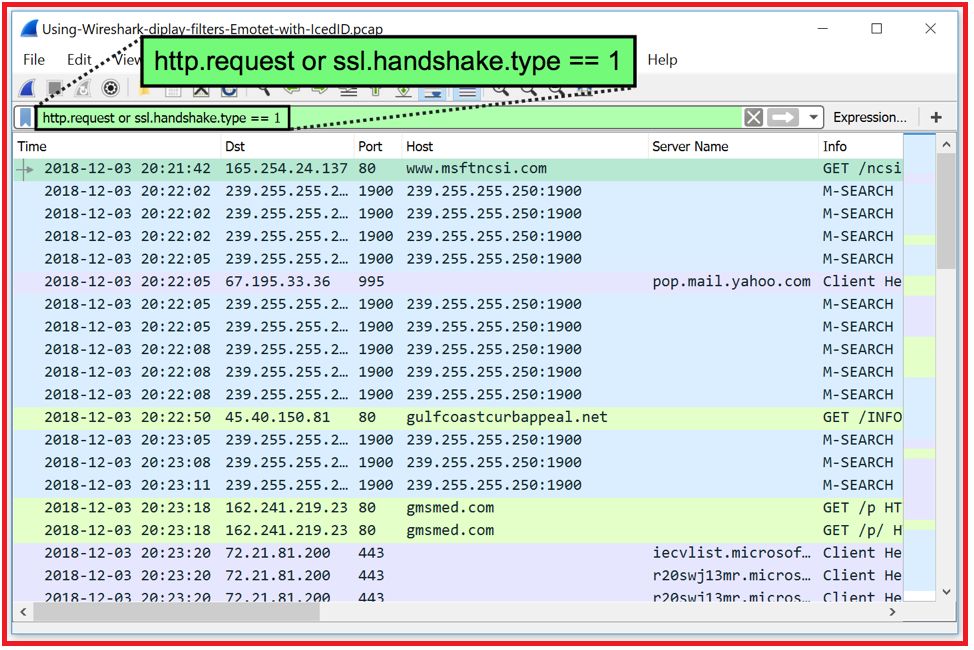 Using-Wireshark-diplay-filters-Emotet-with-IcedID.pcap
File Edit View Help
http.request or ssl.handshake.type == 1
http.request or ssl.handshake.type == 1 Expression... +
Time Dst Port Host Server Name Info
2018-12-03 20:21:42 165.254.24.137 80 www.msftncsi.com GET /ncsi
2018-12-03 20:22:02 239.255.255.2... 1900 239.255.255.250:1900 M-SEARCH
2018-12-03 20:22:02 239.255.255.2... 1900 239.255.255.250:1900 M-SEARCH
2018-12-03 20:22:02 239.255.255.2... 1900 239.255.255.250:1900 M-SEARCH
2018-12-03 20:22:05 239.255.255.2... 1900 239.255.255.250:1900 M-SEARCH
2018-12-03 20:22:05 67.195.33.36 995 pop.mail.yahoo.com Client He
2018-12-03 20:22:05 239.255.255.2... 1900 239.255.255.250:1900 M-SEARCH
2018-12-03 20:22:05 239.255.255.2... 1900 239.255.255.250:1900 M-SEARCH
2018-12-03 20:22:08 239.255.255.2... 1900 239.255.255.250:1900 M-SEARCH
2018-12-03 20:22:08 239.255.255.2... 1900 239.255.255.250:1900 M-SEARCH
2018-12-03 20:22:08 239.255.255.2... 1900 239.255.255.250:1900 M-SEARCH
2018-12-03 20:22:50 45.40.150.81 80 gulfcoastcurbappeal.net GET /INFO
2018-12-03 20:23:05 239.255.255.2... 1900 239.255.255.250:1900 M-SEARCH
2018-12-03 20:23:08 239.255.255.2... 1900 239.255.255.250:1900 M-SEARCH
2018-12-03 20:23:11 239.255.255.2... 1900 239.255.255.250:1900 M-SEARCH
2018-12-03 20:23:18 162.241.219.23 80 gmsmed.com GET /p HT
2018-12-03 20:23:18 162.241.219.23 80 gmsmed.com GET /p/ H
2018-12-03 20:23:20 72.21.81.200 443 iecvlist.microsof... Client He
2018-12-03 20:23:20 72.21.81.200 443 r20swj13mr.micros... Client He
2018-12-03 20:23:20 72.21.81.200 443 r20swj13mr.micros... Client He